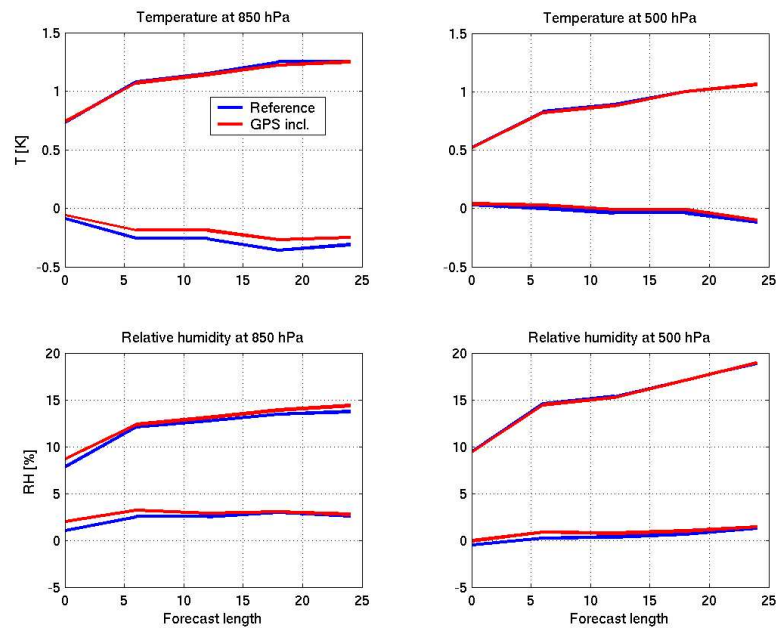 Temperature at 850 hPa
1.5
1
0.5
0
-0.5
T [K]
0 5 10 15 20 25
Reference
GPS incl.
Temperature at 500 hPa
1.5
1
0.5
0
-0.5
0 5 10 15 20 25
Relative humidity at 850 hPa
20
15
10
5
0
-5
RH [%]
0 5 10 15 20 25
Forecast length
Relative humidity at 500 hPa
20
15
10
5
0
-5
0 5 10 15 20 25
Forecast length